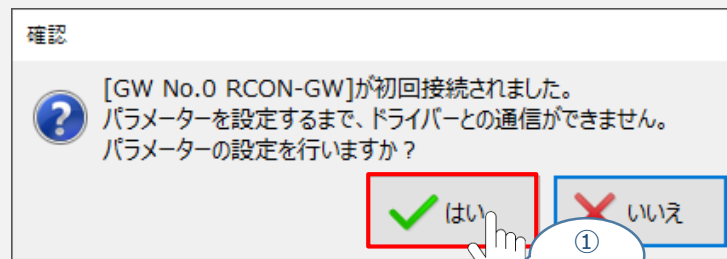 確認
[GW No.0 RCON-GW]が初回接続されました。
パラメーターを設定するまで、ドライバーとの通信ができません。
パラメーターの設定を行いますか？
はい いいえ
①